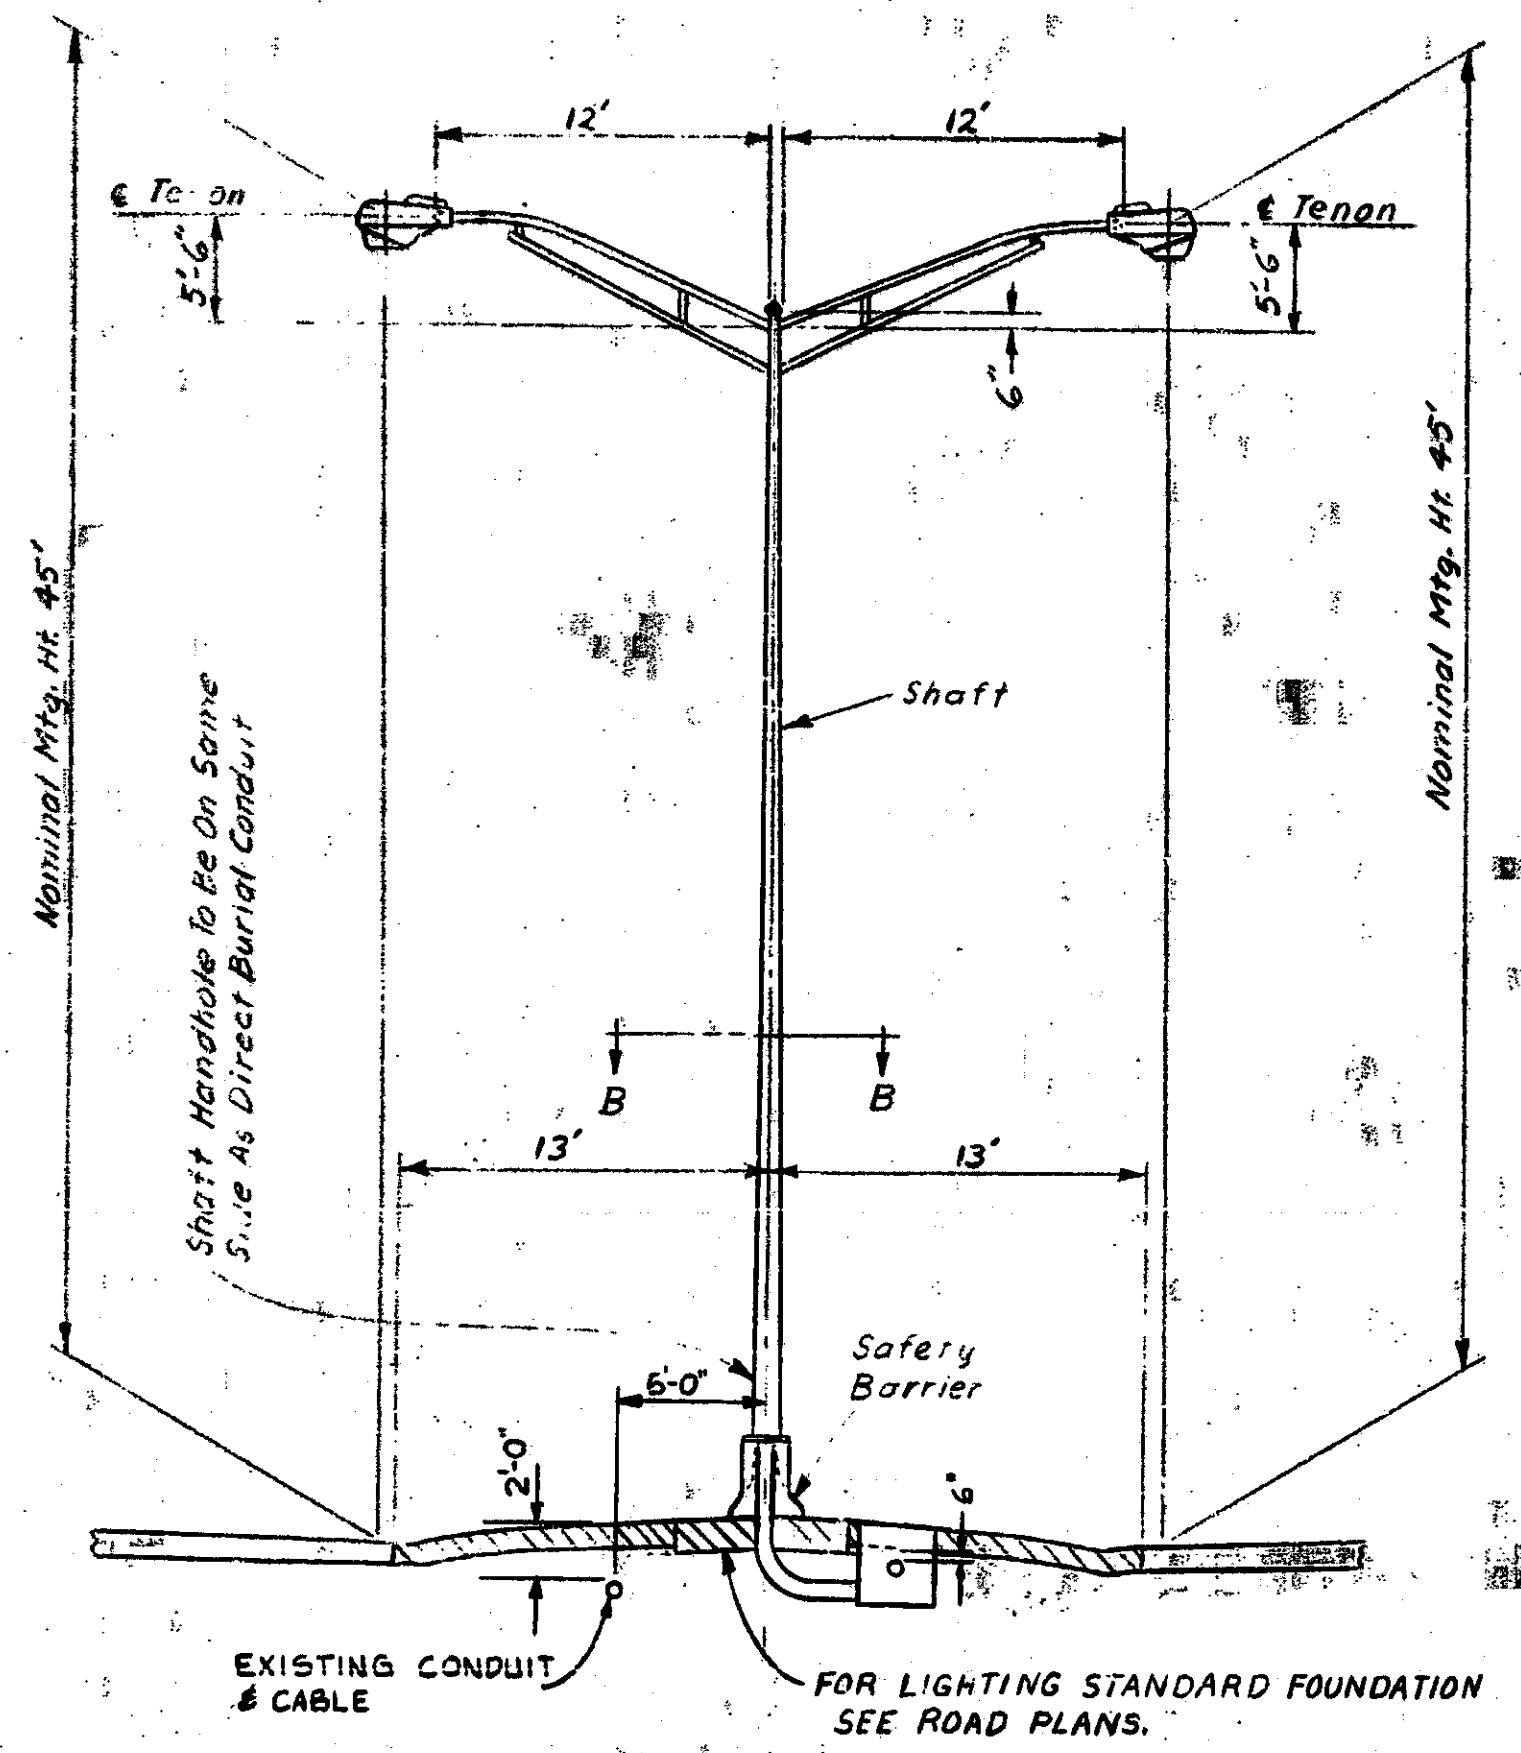 12'
12'
℄ Tenon
℄ Tenon
5'-6"
5'-6"
6"
Nominal Mtg. Ht. 45'
Nominal Mtg. Ht. 45'
Shaft
Shaft Handhole To Be On Same
Side As Direct Burial Conduit
B
B
13'
13'
Safety
Barrier
5'-0"
2'-0"
6"
EXISTING CONDUIT
& CABLE
FOR LIGHTING STANDARD FOUNDATION
SEE ROAD PLANS.